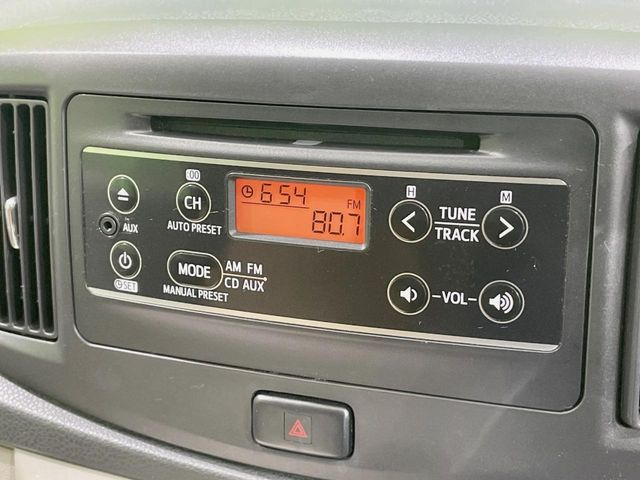 :00
H
M
CH
6:54
FM
80.7
TUNE
TRACK
AUTO PRESET
AUX
MODE
AM FM
CD AUX
MANUAL PRESET
SET
VOL